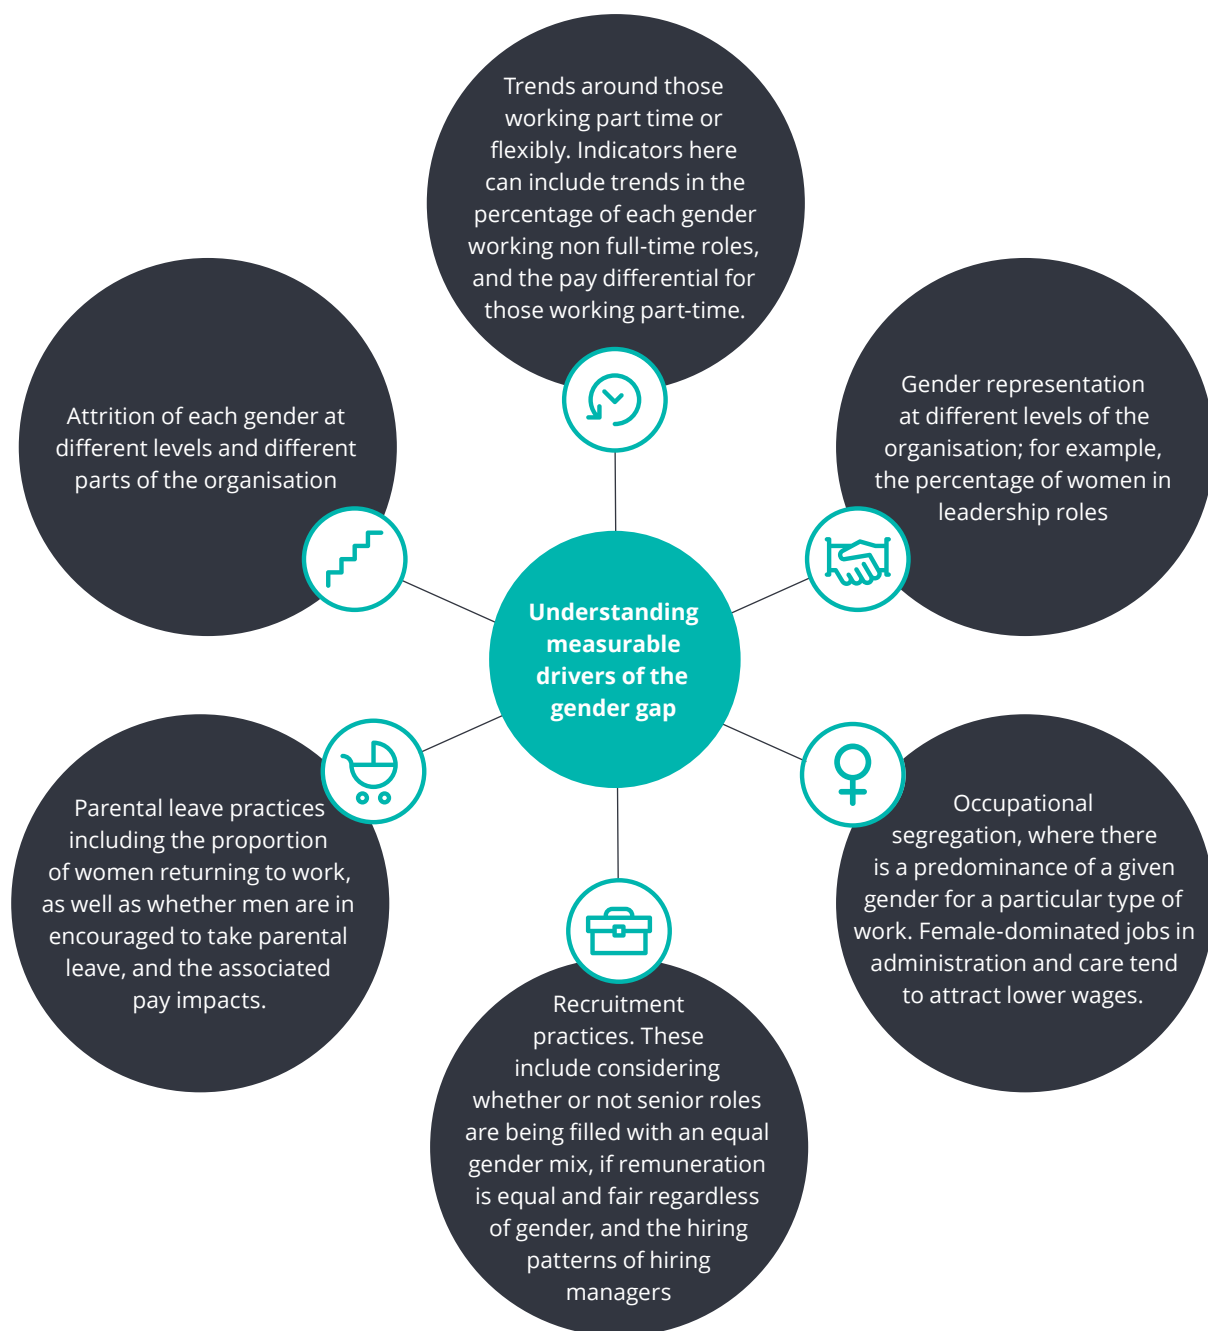 Trends around those
working part time or
flexibly. Indicators here
can include trends in the
percentage of each gender
working non full-time roles,
and the pay differential for
those working part-time.
Attrition of each gender at
different levels and different
parts of the organisation
Gender representation
at different levels of the
organisation; for example,
the percentage of women in
leadership roles
Understanding
measurable
drivers of the
gender gap
Parental leave practices
including the proportion
of women returning to work,
as well as whether men are in
encouraged to take parental
leave, and the associated
pay impacts.
Occupational
segregation, where there
is a predominance of a given
gender for a particular type of
work. Female-dominated jobs in
administration and care tend
to attract lower wages.
Recruitment
practices. These
include considering
whether or not senior roles
are being filled with an equal
gender mix, if remuneration
is equal and fair regardless
of gender, and the hiring
patterns of hiring
managers